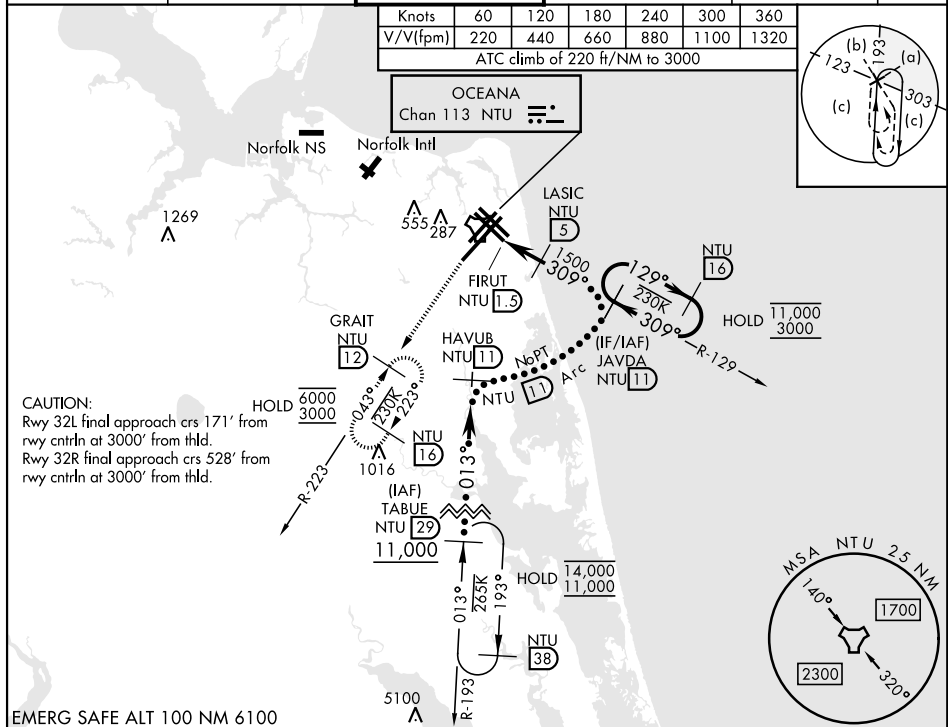 Knots 60 120 180 240 300 360
V/V(fpm) 220 440 660 880 1100 1320
ATC climb of 220 ft/NM to 3000
(b)
193
(a)
123
303
(c)
(c)
OCEANA
Chan 113 NTU
Norfolk NS
Norfolk Intl
1269
555
287
LASIC
NTU
5
1500
309°
FIRUT
NTU 1.5
129°
230K
309°
NTU
16
HOLD 11,000
3000
R-129
(IF/IAF)
JAVDA
NTU 11
GRAIT
NTU
12
HAVUB
NTU 11
NoPT
NTU 11 Arc
HOLD 6000
3000
043°
230K
223°
NTU
16
1016
R-223
CAUTION:
Rwy 32L final approach crs 171' from
rwy cntrln at 3000' from thld.
Rwy 32R final approach crs 528' from
rwy cntrln at 3000' from thld.
013°
(IAF)
TABUE
NTU 29
11,000
013°
265K
193°
HOLD 14,000
11,000
NTU
38
R-193
5100
MSA NTU 25 NM
140°
1700
2300
320°
EMERG SAFE ALT 100 NM 6100